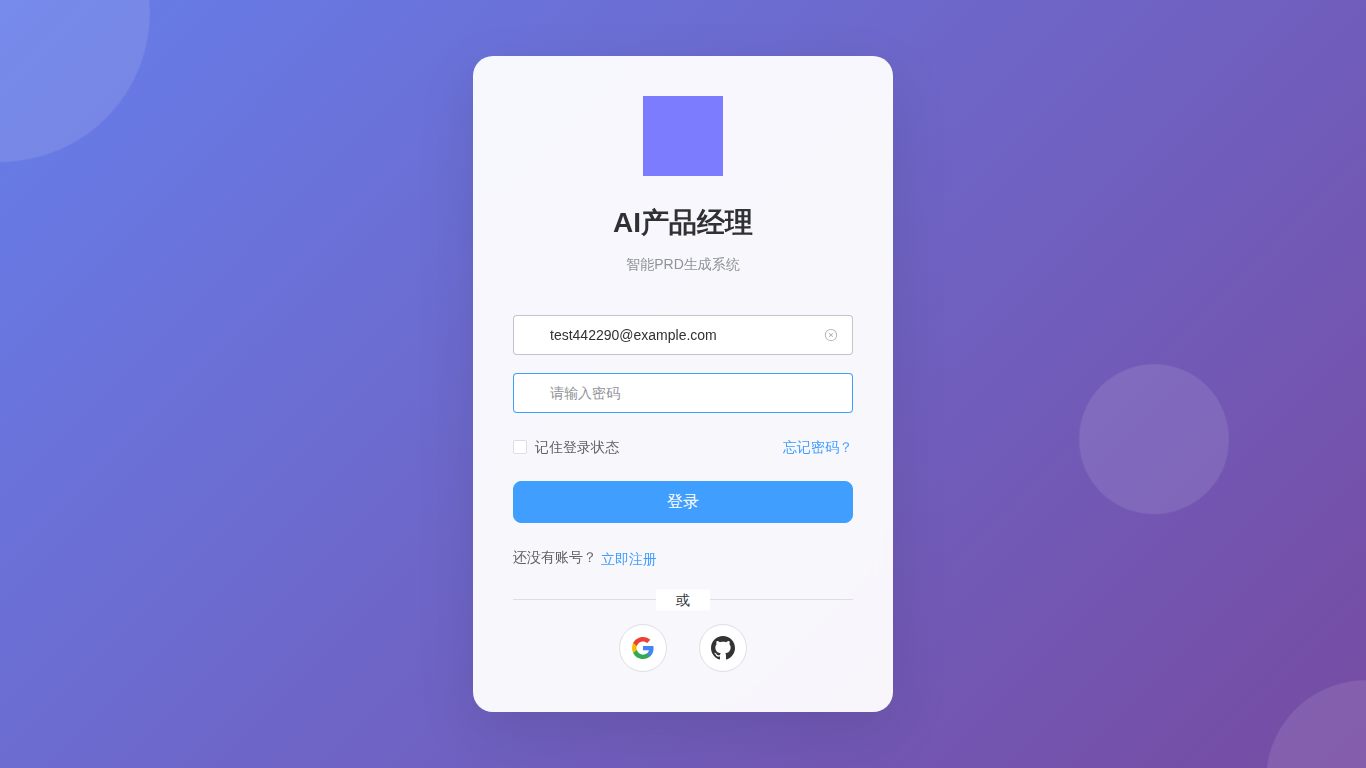 AI产品经理
智能PRD生成系统
test442290@example.com
请输入密码
记住登录状态 忘记密码？
登录
还没有账号？ 立即注册
或